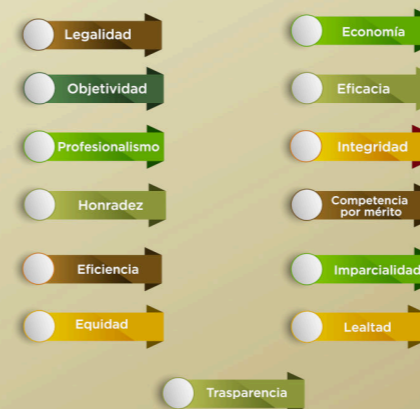 Legalidad
Economía
Objetividad
Eficacia
Profesionalismo
Integridad
Honradez
Competencia
por mérito
Eficiencia
Imparcialidad
Equidad
Lealtad
Trasparencia